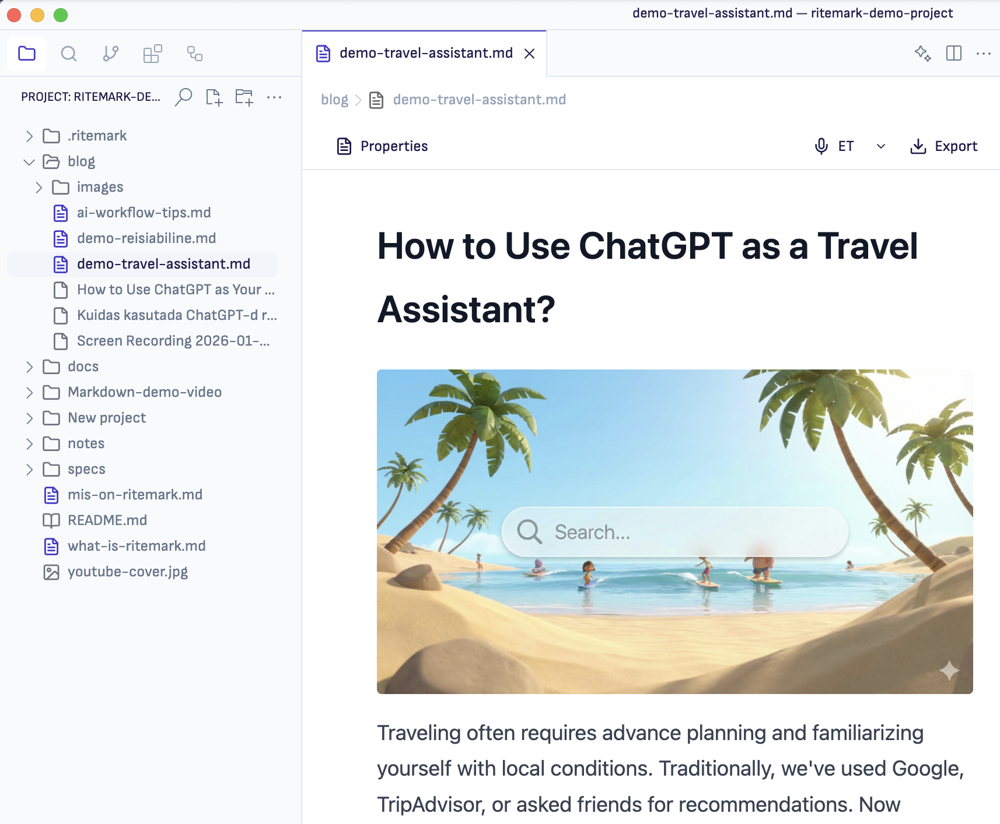 demo-travel-assistant.md — ritemark-demo-project
demo-travel-assistant.md
PROJECT: RITEMARK-DE...
.ritemark
blog
images
ai-workflow-tips.md
demo-reisiabiline.md
demo-travel-assistant.md
How to Use ChatGPT as Your ...
Kuidas kasutada ChatGPT-d r...
Screen Recording 2026-01-...
docs
Markdown-demo-video
New project
notes
specs
mis-on-ritemark.md
README.md
what-is-ritemark.md
youtube-cover.jpg
blog
demo-travel-assistant.md
Properties
ET
Export
How to Use ChatGPT as a Travel
Assistant?
Search...
Traveling often requires advance planning and familiarizing
yourself with local conditions. Traditionally, we've used Google,
TripAdvisor, or asked friends for recommendations. Now